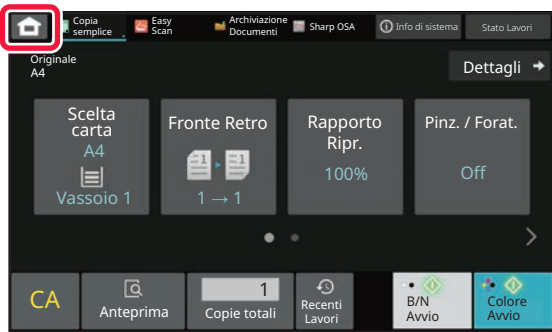 Copia semplice
Easy Scan
Archiviazione Documenti
Sharp OSA
Info di sistema
Stato Lavori
Originale
A4
Dettagli
Scelta
carta
A4
Vassoio 1
Fronte Retro
1
1
1 → 1
Rapporto
Ripr.
100%
Pinz. / Forat.
Off
CA
Anteprima
1
Copie totali
Recenti
Lavori
B/N
Avvio
Colore
Avvio